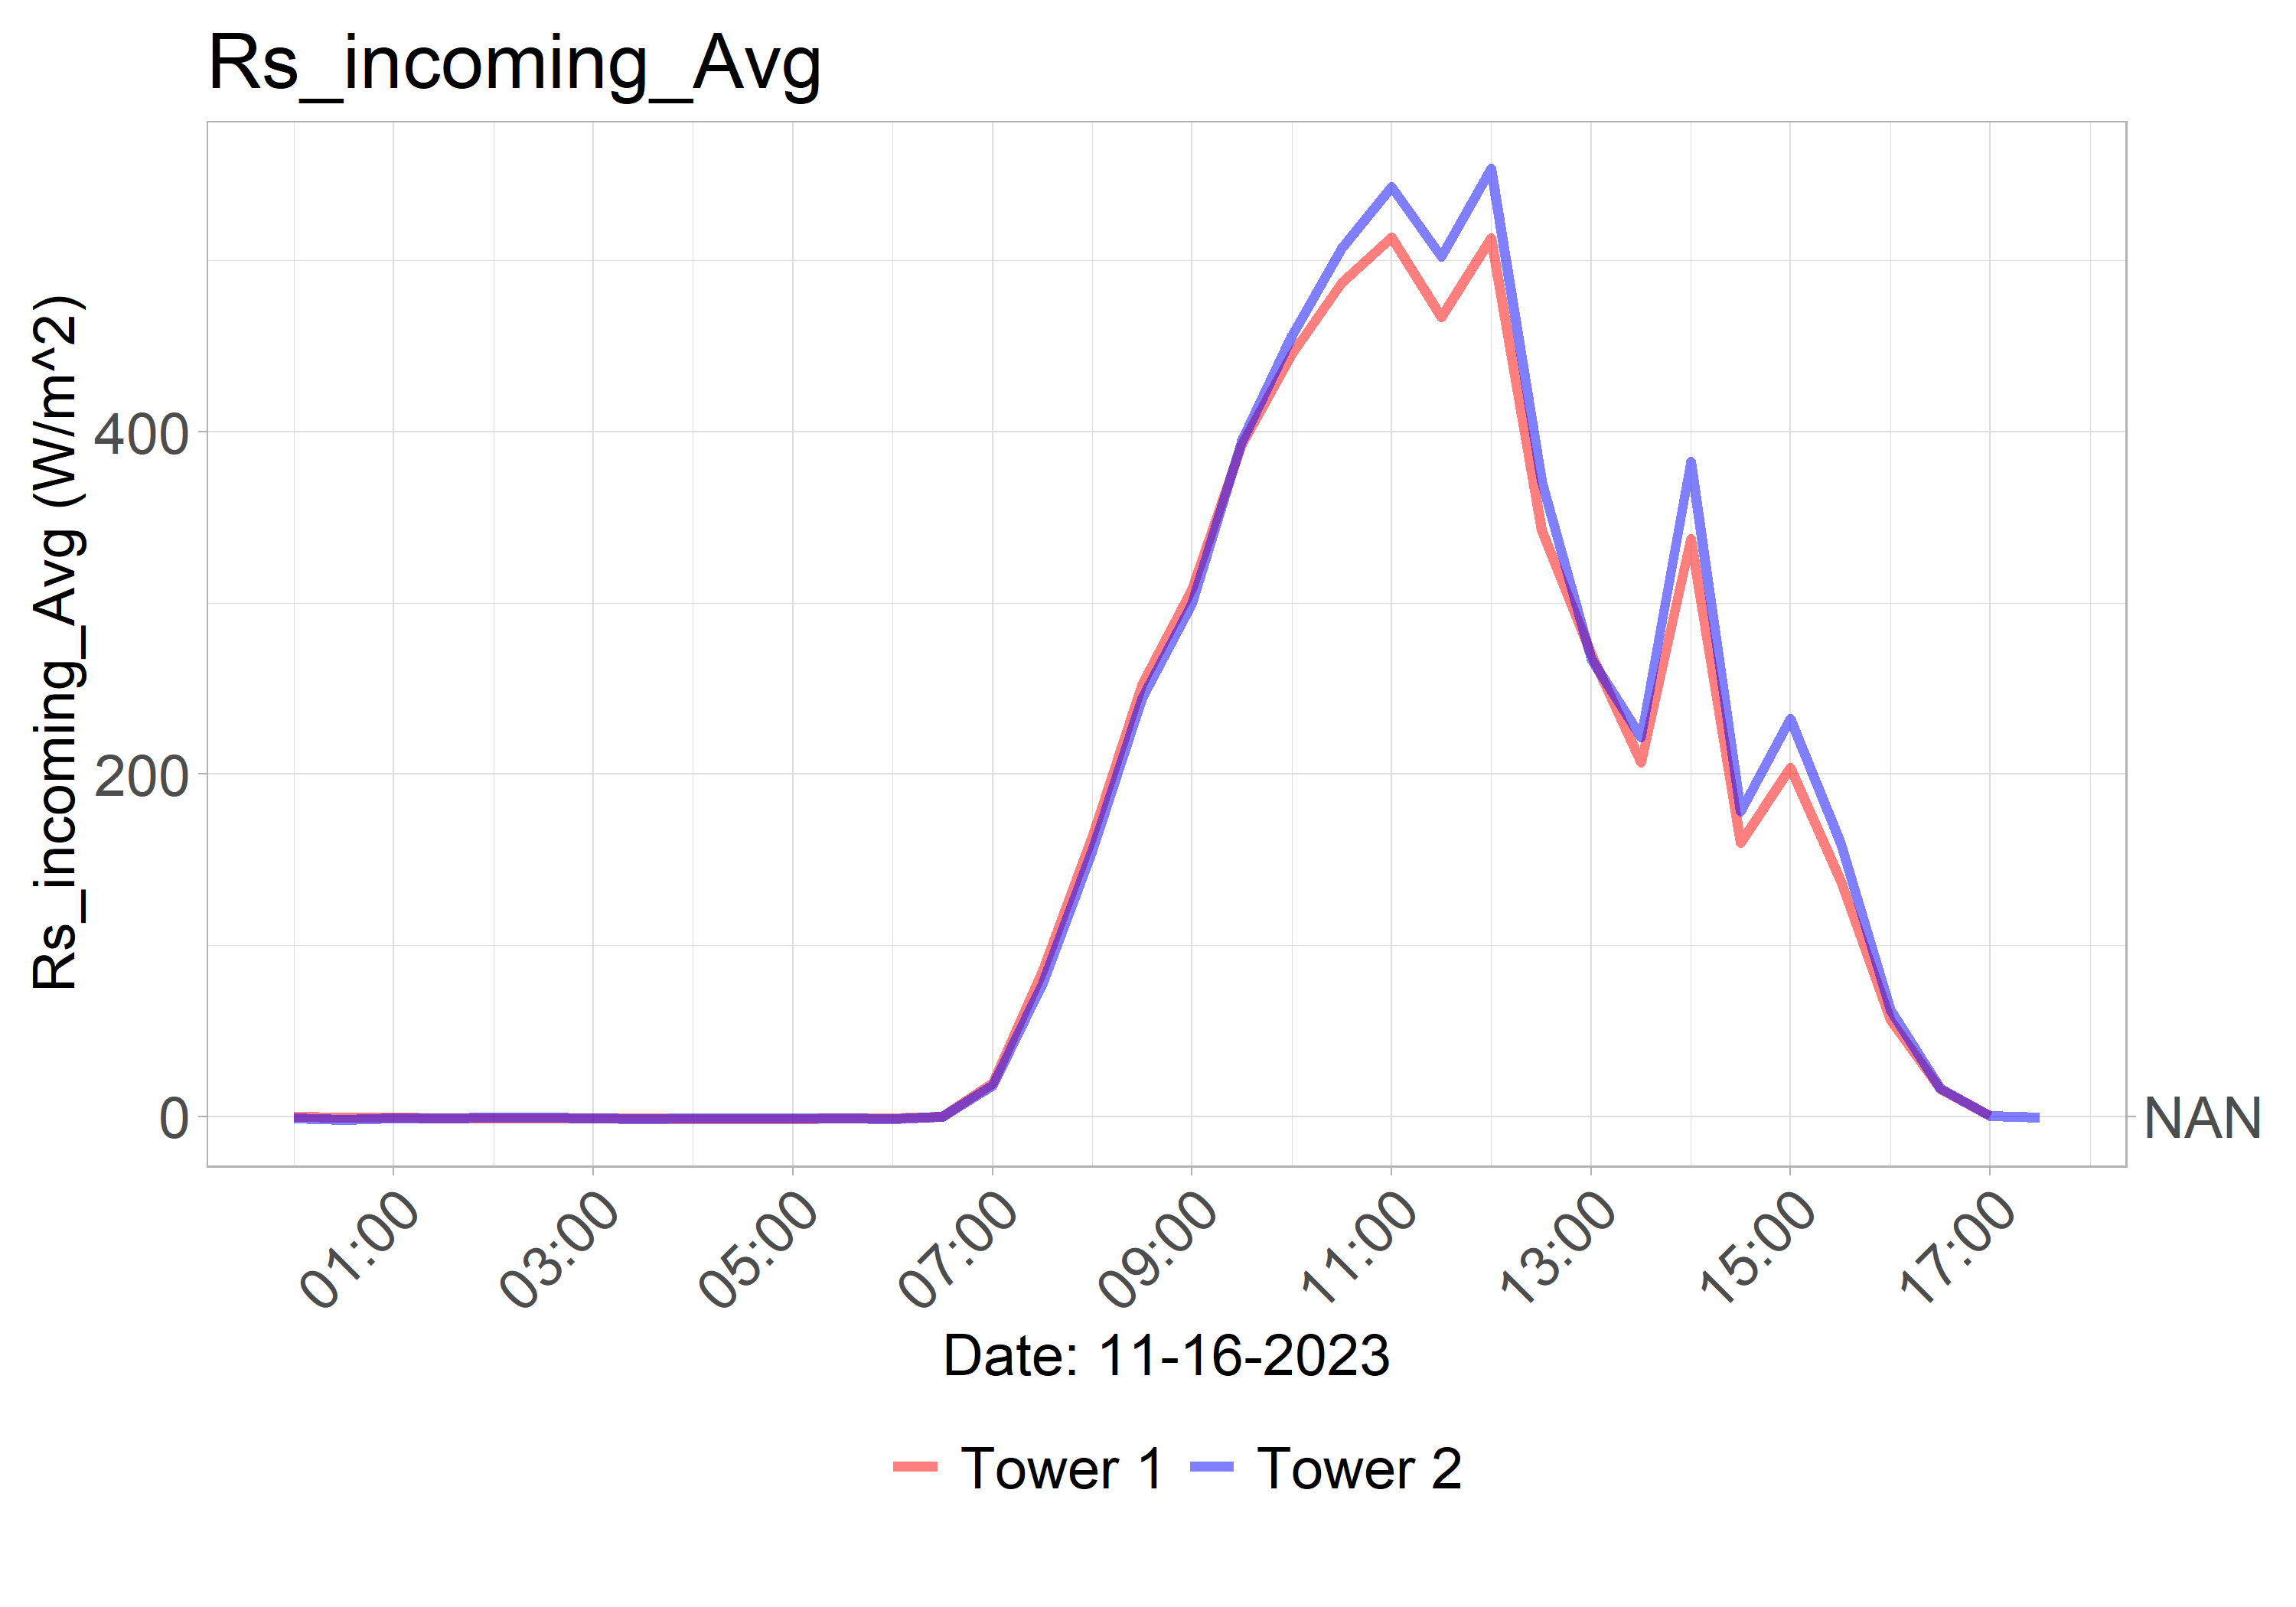 Rs_incoming_Avg
Rs_incoming_Avg (W/m^2)
400
200
0
NAN
01:00 03:00 05:00 07:00 09:00 11:00 13:00 15:00 17:00
Date: 11-16-2023
Tower 1 Tower 2